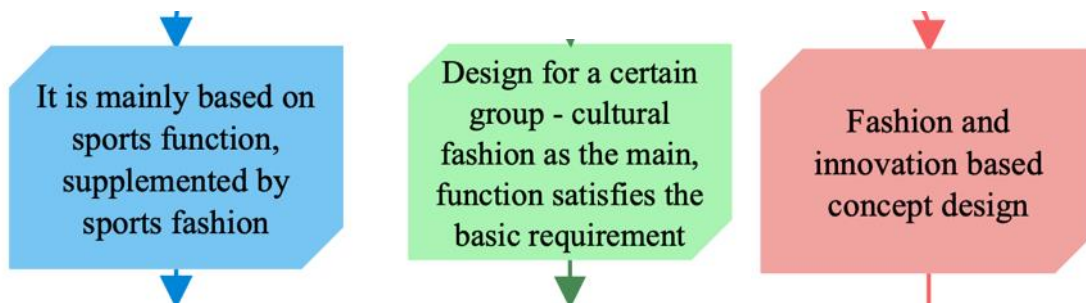 It is mainly based on
sports function,
supplemented by
sports fashion
Design for a certain
group - cultural
fashion as the main,
function satisfies the
basic requirement
Fashion and
innovation based
concept design